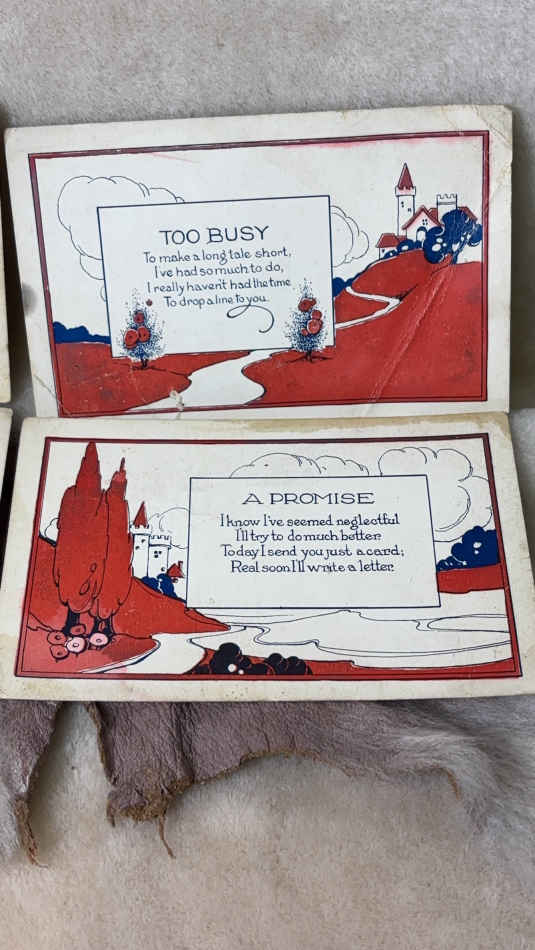 TOO BUSY
To make a long tale short,
I've had so much to do,
I really haven't had the time
To drop a line to you.
A PROMISE
I know I've seemed neglectful
I'll try to do much better.
Today I send you just a card;
Real soon I'll write a letter.